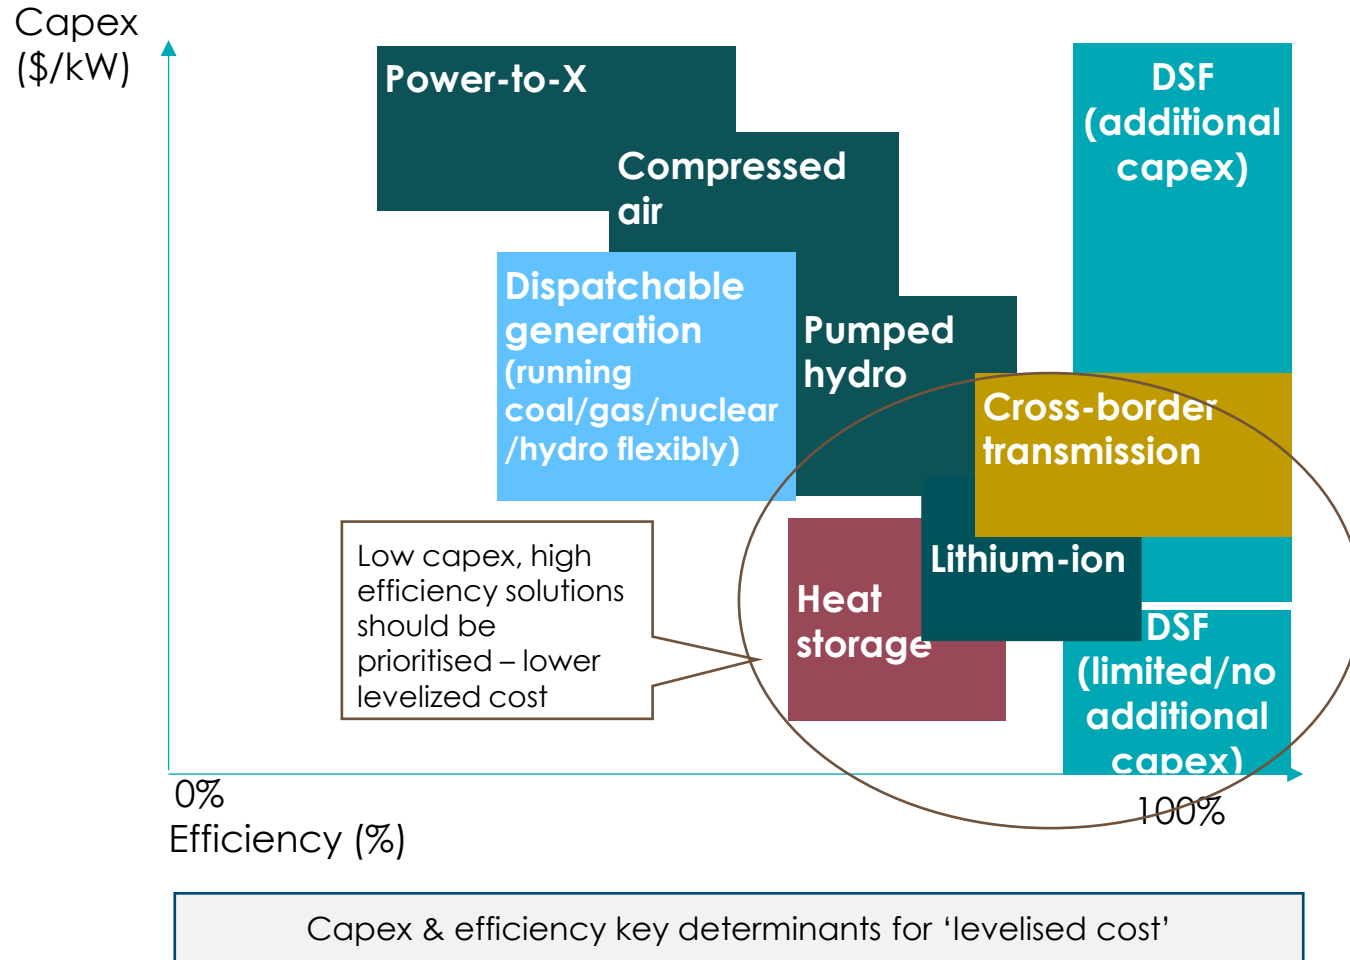 Capex
($/kW)
Power-to-X
Compressed
air
DSF
(additional
capex)
Dispatchable
generation
(running
coal/gas/nuclear
/hydro flexibly)
Pumped
hydro
Cross-border
transmission
Lithium-ion
Heat
storage
DSF
(limited/no
additional
capex)
Low capex, high
efficiency solutions
should be
prioritised – lower
levelized cost
0%
100%
Efficiency (%)
Capex & efficiency key determinants for ‘levelised cost’